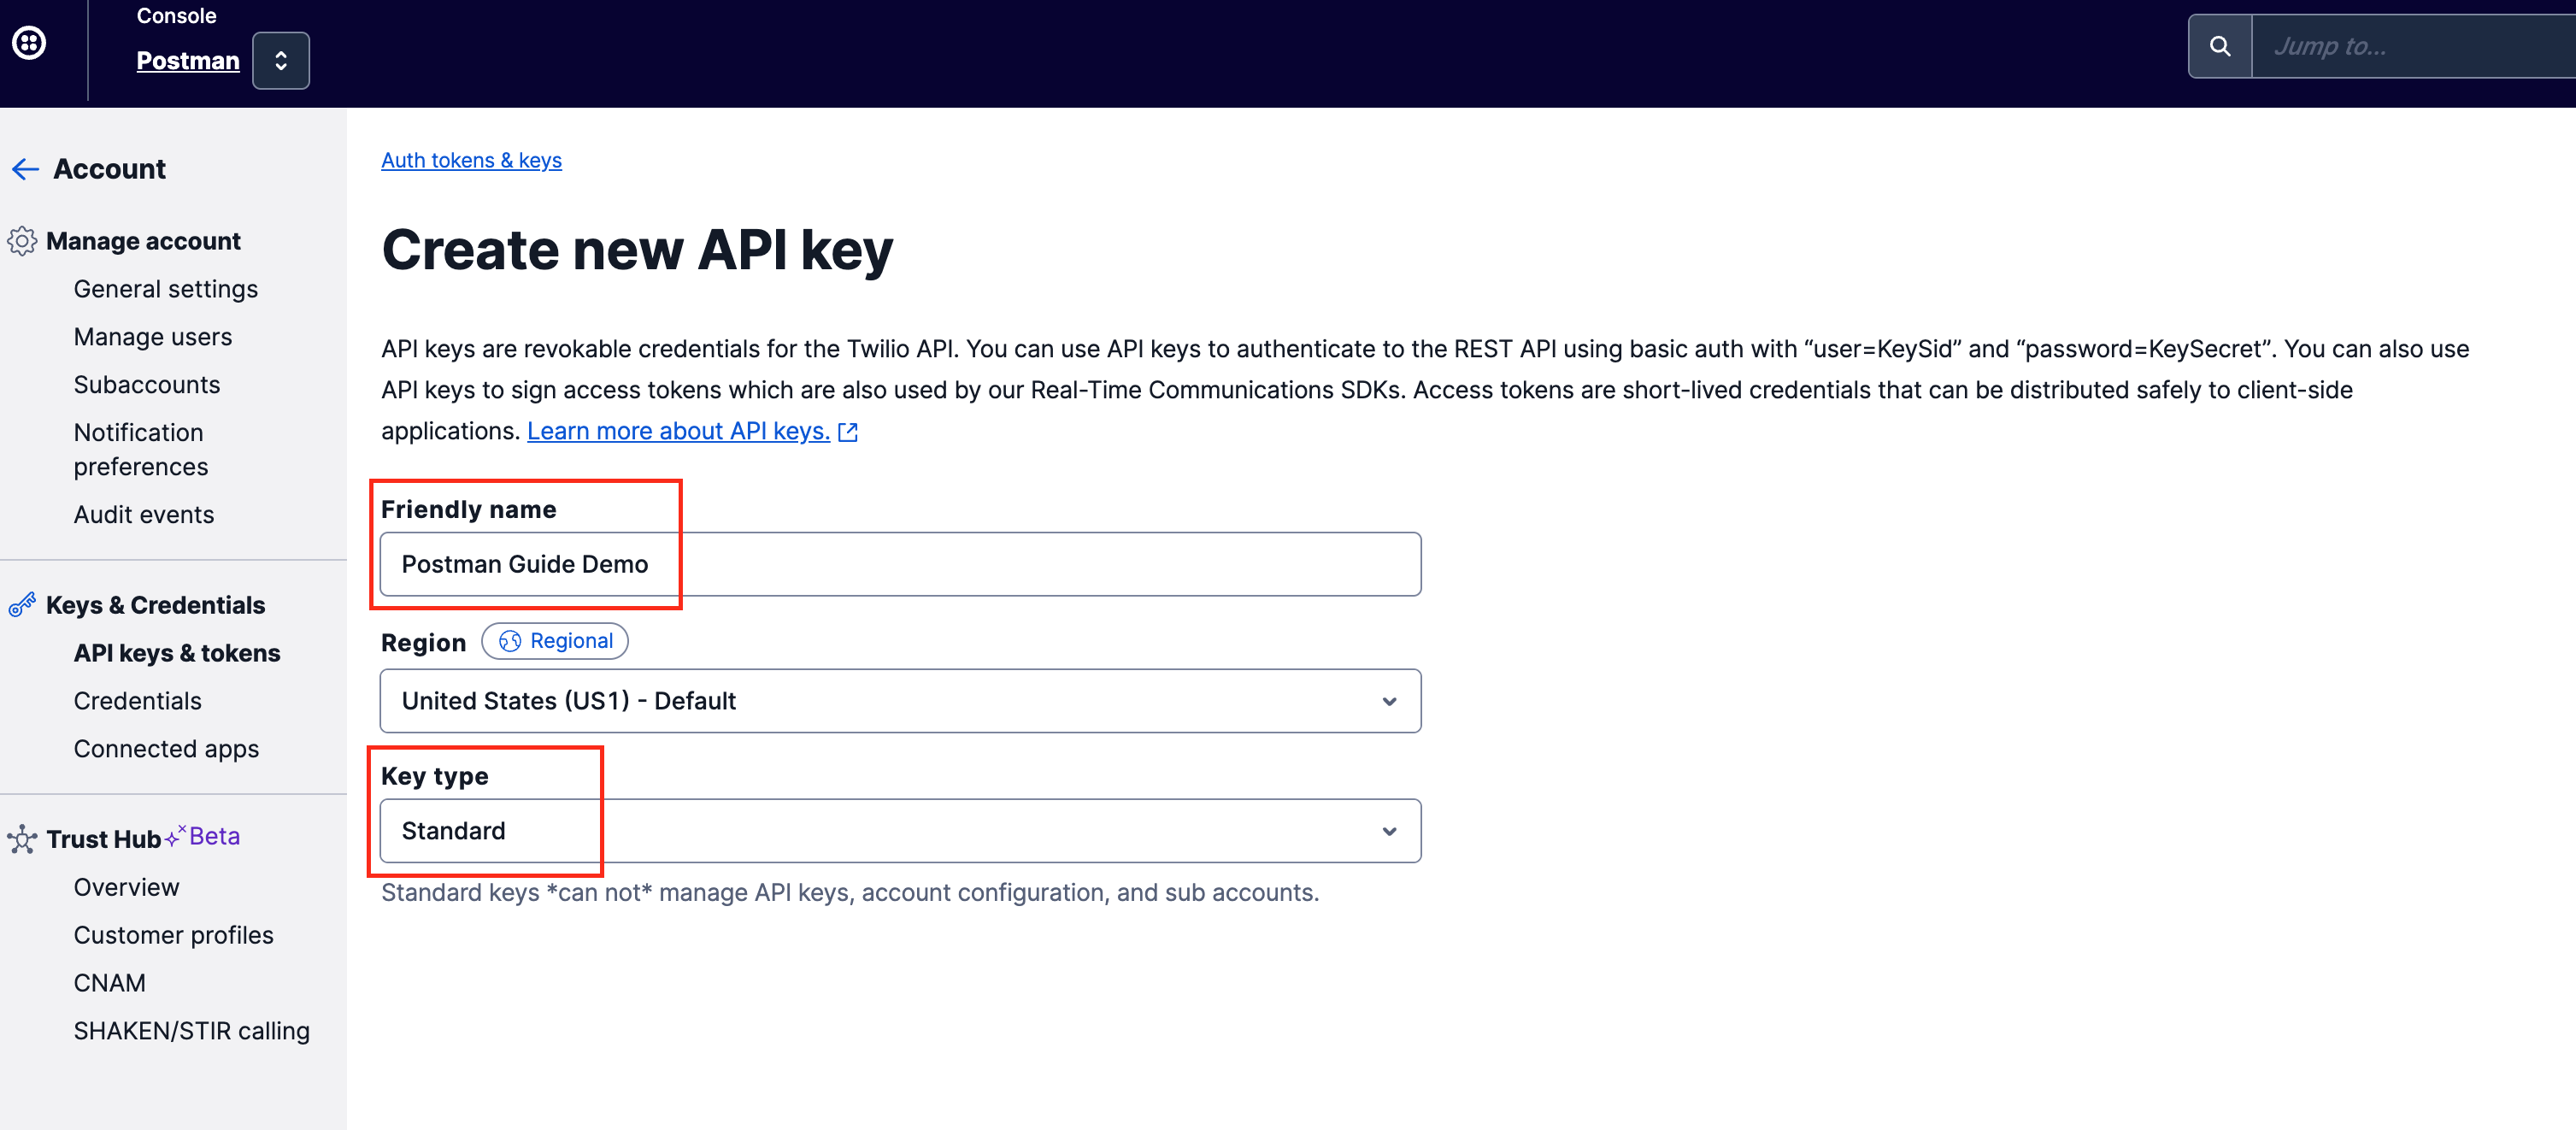 Console
Postman
Jump to...
Account
Manage account
General settings
Manage users
Subaccounts
Notification
preferences
Audit events
Keys & Credentials
API keys & tokens
Credentials
Connected apps
Trust Hub Beta
Overview
Customer profiles
CNAM
SHAKEN/STIR calling
Auth tokens & keys
Create new API key
API keys are revokable credentials for the Twilio API. You can use API keys to authenticate to the REST API using basic auth with “user=KeySid” and “password=KeySecret”. You can also use
API keys to sign access tokens which are also used by our Real-Time Communications SDKs. Access tokens are short-lived credentials that can be distributed safely to client-side
applications. Learn more about API keys.
Friendly name
Postman Guide Demo
Region Regional
United States (US1) - Default
Key type
Standard
Standard keys *can not* manage API keys, account configuration, and sub accounts.